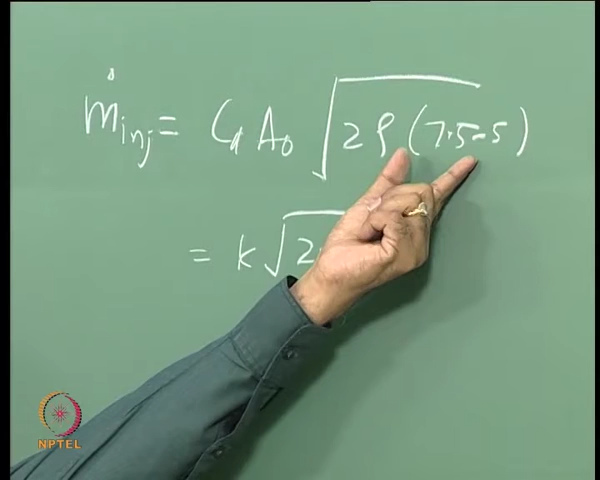 ṁinj = Cd A0 √2ρ(7.5-5)
= k √2
NPTEL